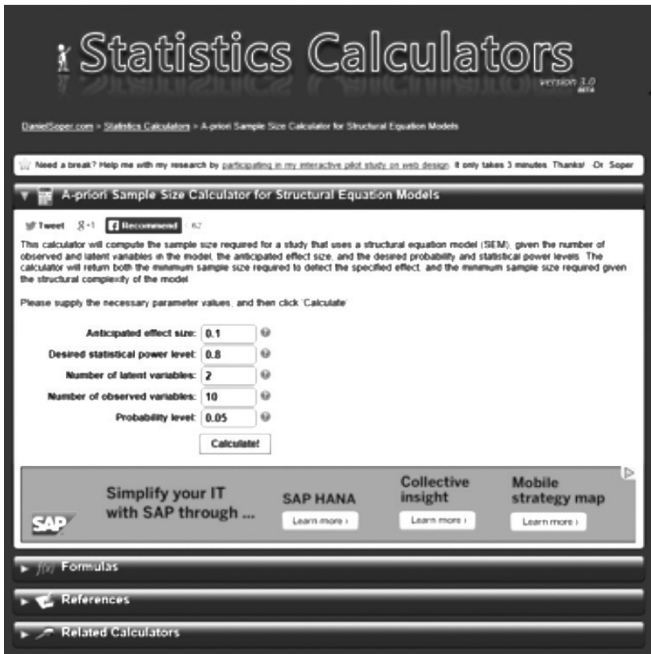 Statistics Calculators
version 3.0
BETA
DanielSoper.com > Statistics Calculators > A-priori Sample Size Calculator for Structural Equation Models
Need a break? Help me with my research by participating in my interactive pilot study on web design. It only takes 3 minutes. Thanks! -Dr. Soper
A-priori Sample Size Calculator for Structural Equation Models
Tweet +1 Recommend 62
This calculator will compute the sample size required for a study that uses a structural equation model (SEM), given the number of
observed and latent variables in the model, the anticipated effect size, and the desired probability and statistical power levels. The
calculator will return both the minimum sample size required to detect the specified effect, and the minimum sample size required given
the structural complexity of the model.
Please supply the necessary parameter values, and then click 'Calculate'.
Anticipated effect size: 0.1
Desired statistical power level: 0.8
Number of latent variables: 2
Number of observed variables: 10
Probability level: 0.05
Calculate!
Simplify your IT
with SAP through ...
SAP
SAP HANA
Learn more ›
Collective
insight
Learn more ›
Mobile
strategy map
Learn more ›
f(x) Formulas
References
Related Calculators